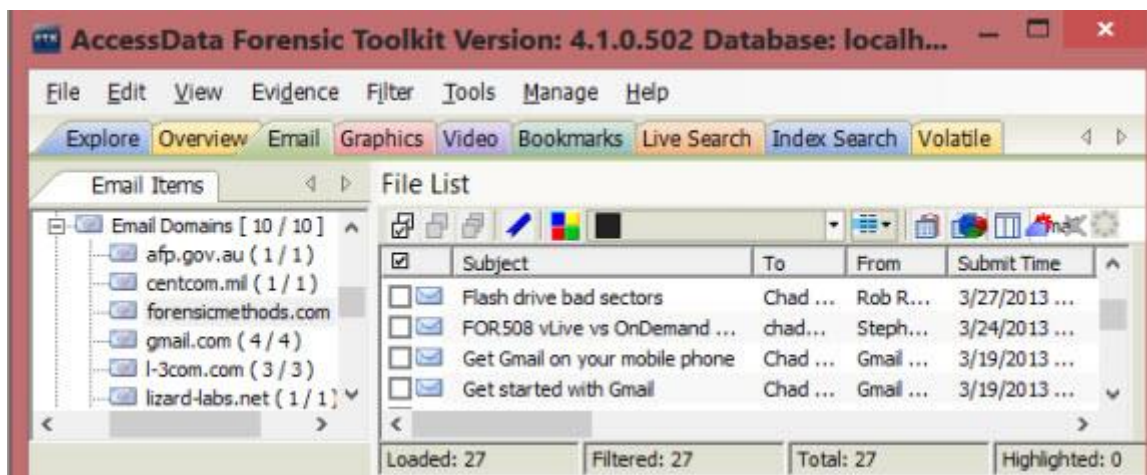 AccessData Forensic Toolkit Version: 4.1.0.502 Database: localh...
File Edit View Evidence Filter Tools Manage Help
Explore Overview Email Graphics Video Bookmarks Live Search Index Search Volatile
Email Items
File List
Email Domains [ 10 / 10 ]
afp.gov.au ( 1 / 1 )
centcom.mil ( 1 / 1 )
forensicmethods.com
gmail.com ( 4 / 4 )
l-3com.com ( 3 / 3 )
lizard-labs.net ( 1 / 1 )
Subject To From Submit Time
Flash drive bad sectors Chad ... Rob R... 3/27/2013 ...
FOR508 vLive vs OnDemand ... chad... Steph... 3/24/2013 ...
Get Gmail on your mobile phone Chad ... Gmail ... 3/19/2013 ...
Get started with Gmail Chad ... Gmail ... 3/19/2013 ...
Loaded: 27 Filtered: 27 Total: 27 Highlighted: 0